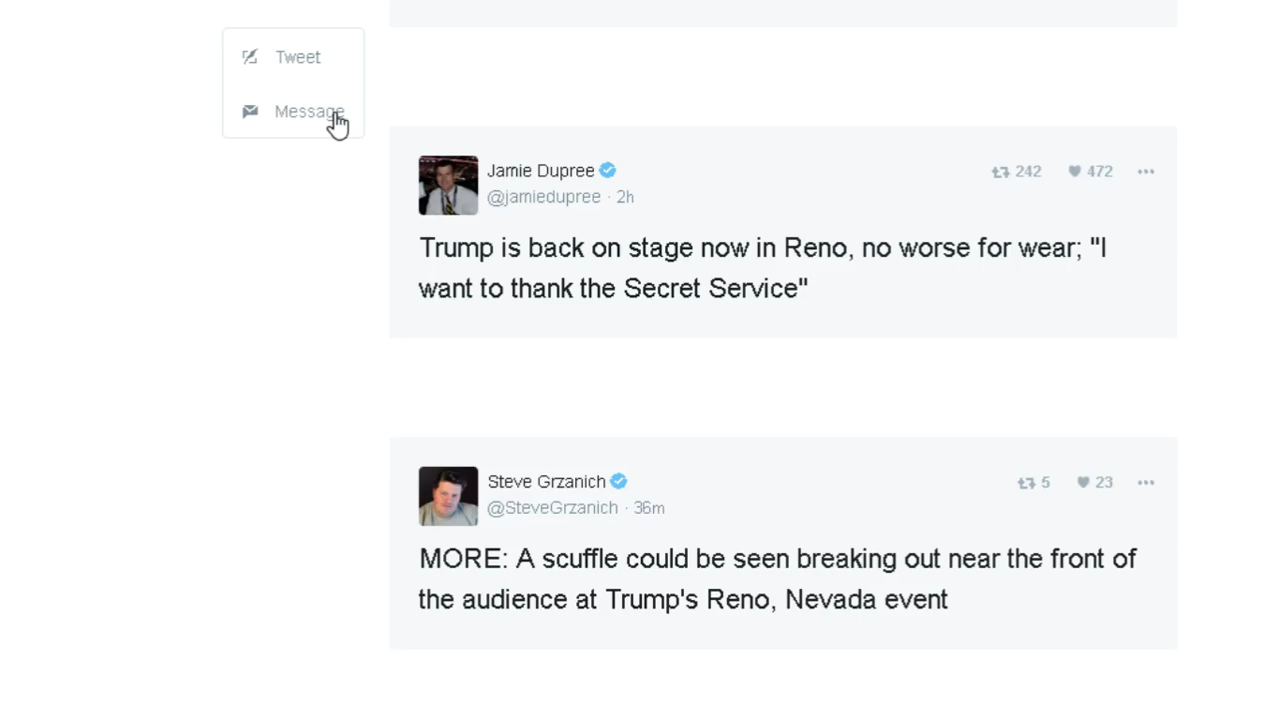 Tweet
Message
Jamie Dupree
242 472
@jamiedupree · 2h
Trump is back on stage now in Reno, no worse for wear; "I
want to thank the Secret Service"
Steve Grzanich
5 23
@SteveGrzanich · 36m
MORE: A scuffle could be seen breaking out near the front of
the audience at Trump's Reno, Nevada event